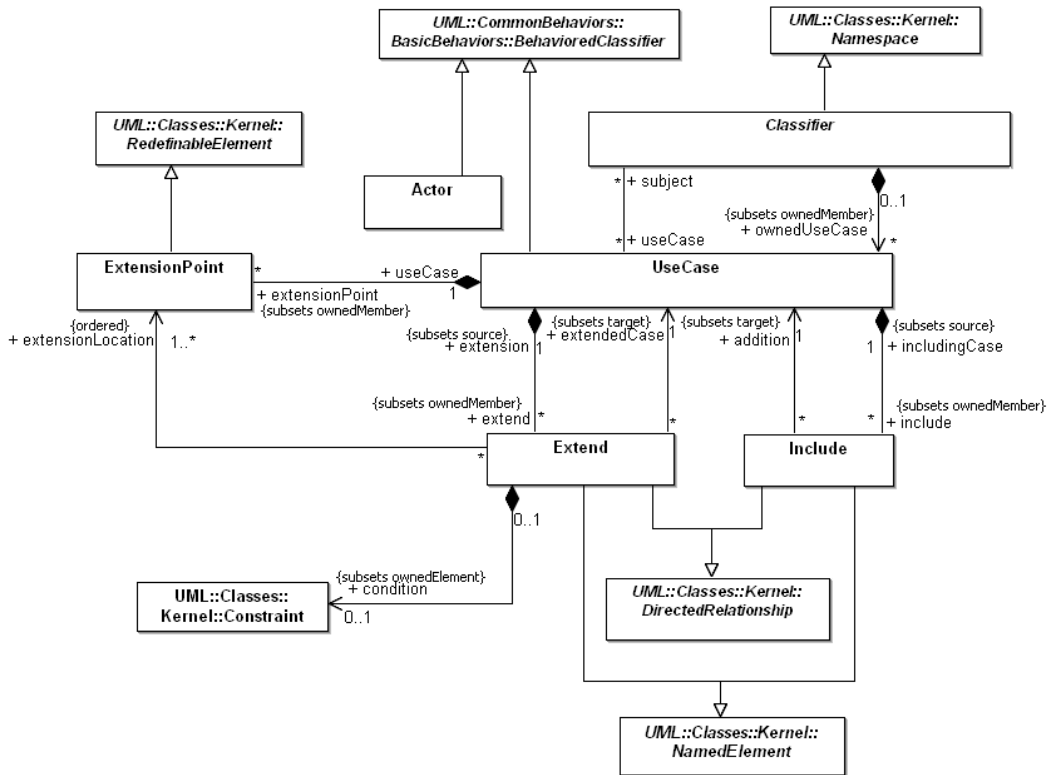 UML::CommonBehaviors::
BasicBehaviors::BehavioredClassifier
UML::Classes::Kernel::
Namespace
UML::Classes::Kernel::
RedefinableElement
Classifier
Actor
* + subject
0..1
{subsets ownedMember}
+ ownedUseCase
* + useCase
*
ExtensionPoint
*
+ useCase
1
+ extensionPoint
{subsets ownedMember}
UseCase
{ordered}
+ extensionLocation
1..*
{subsets source}
+ extension
1
{subsets target}
+ extendedCase
1
{subsets target}
+ addition
1
{subsets source}
+ includingCase
1
{subsets ownedMember}
+ extend
*
*
*
*
{subsets ownedMember}
+ include
*
Extend
Include
0..1
{subsets ownedElement}
+ condition
0..1
UML::Classes::
Kernel::Constraint
UML::Classes::Kernel::
DirectedRelationship
UML::Classes::Kernel::
NamedElement